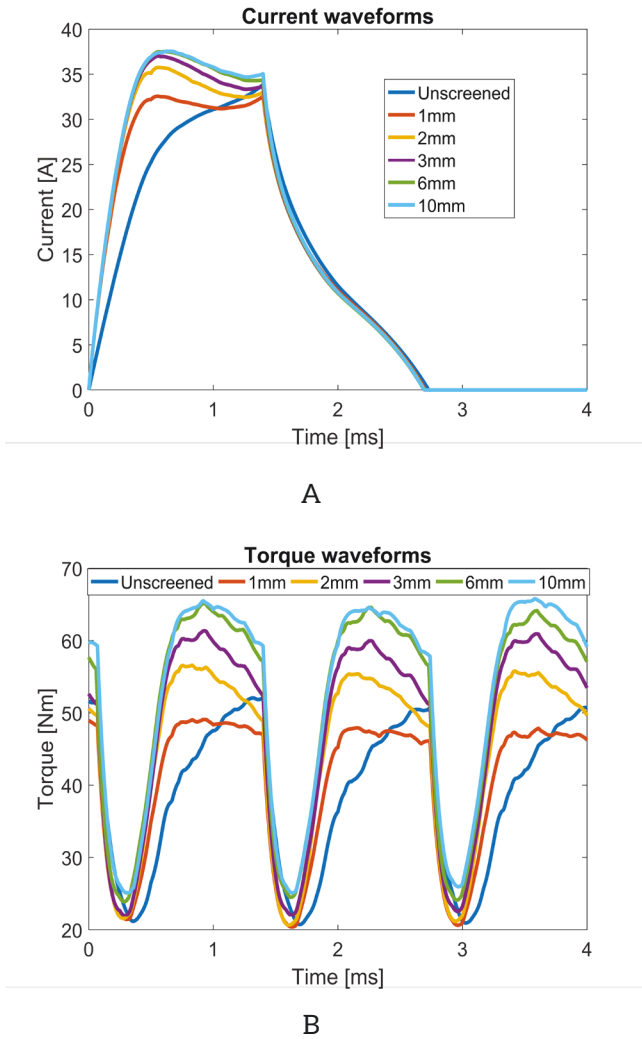 Current waveforms
40
35
30
25
20
15
10
5
0
Current [A]
Unscreened
1mm
2mm
3mm
6mm
10mm
0 1 2 3 4
Time [ms]
A
Torque waveforms
70
60
50
40
30
20
Torque [Nm]
Unscreened 1mm 2mm 3mm 6mm 10mm
0 1 2 3 4
Time [ms]
B